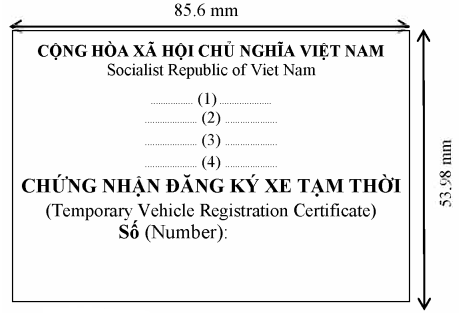 85.6 mm
CỘNG HÒA XÃ HỘI CHỦ NGHĨA VIỆT NAM
Socialist Republic of Viet Nam
................ (1) ....................
.................... (2) ....................
.................... (3) ....................
.................... (4) ....................
CHỨNG NHẬN ĐĂNG KÝ XE TẠM THỜI
(Temporary Vehicle Registration Certificate)
Số (Number):
53,98 mm